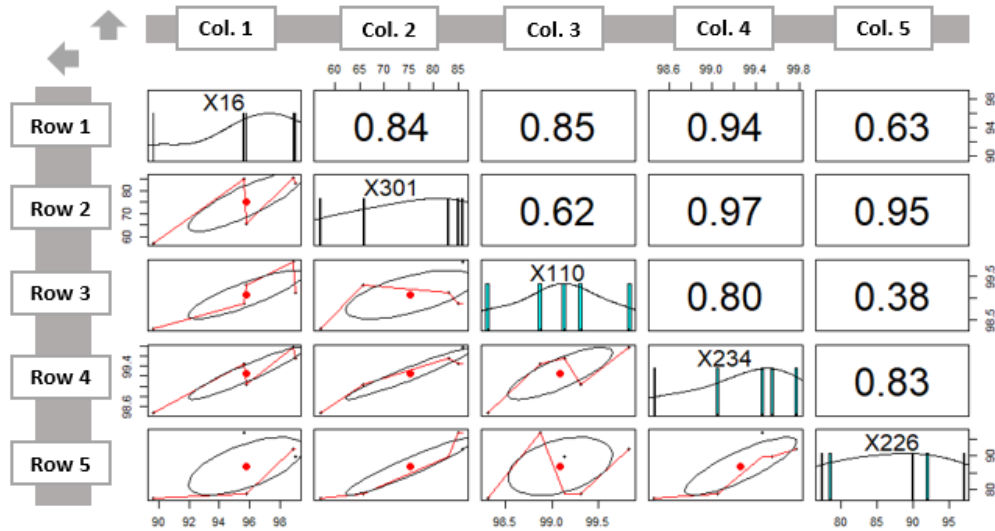 Col. 1 Col. 2 Col. 3 Col. 4 Col. 5
60 65 70 75 80 85 98.6 99.0 99.4 99.8
Row 1 X16 0.84 0.85 0.94 0.63 90 94 98
Row 2 60 70 80 X301 0.62 0.97 0.95
Row 3 X110 0.80 0.38 98.5 99.5
Row 4 98.6 99.4 X234 0.83
Row 5 X226 80 90
90 92 94 96 98 98.5 99.0 99.5 80 85 90 95